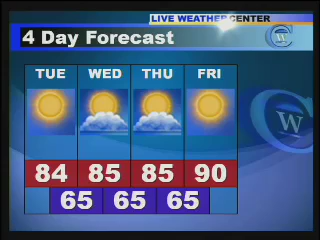 LIVE WEATHER CENTER
4 Day Forecast
W
TUE WED THU FRI
W
84 85 85 90
65 65 65